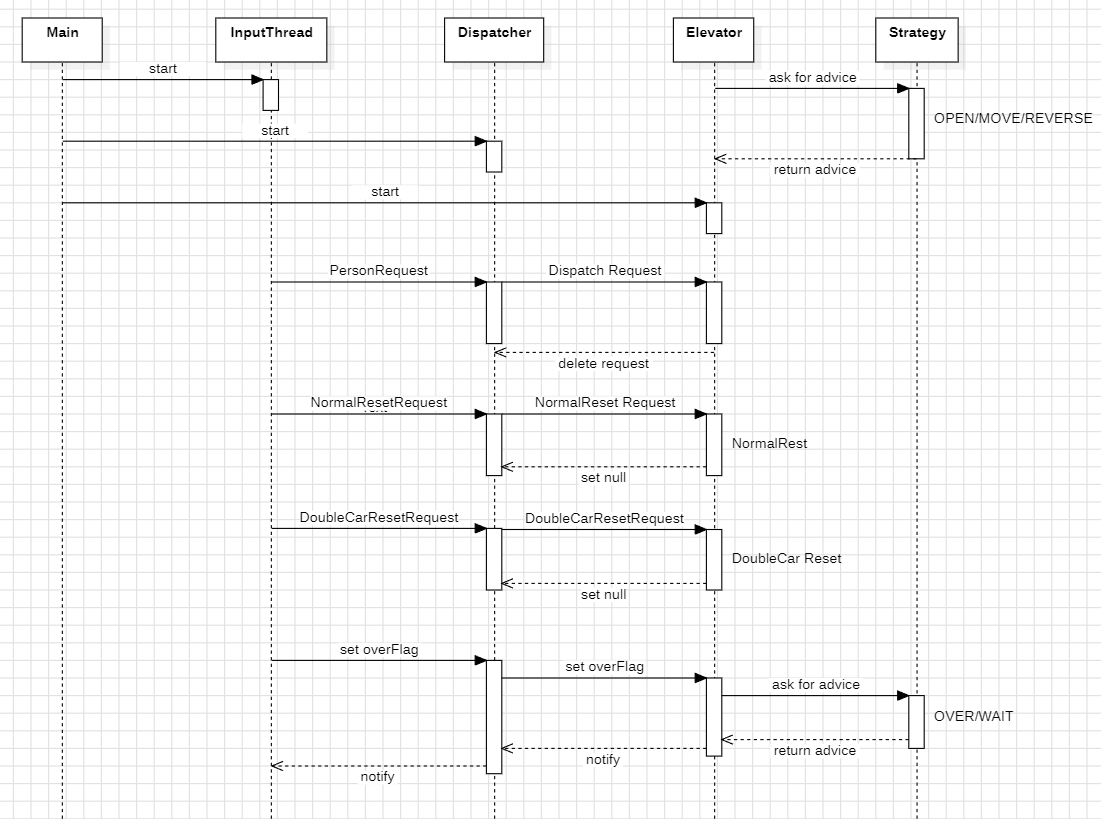 Main
InputThread
Dispatcher
Elevator
Strategy
start
ask for advice
OPEN/MOVE/REVERSE
start
return advice
start
PersonRequest
Dispatch Request
delete request
NormalResetRequest
NormalReset Request
NormalRest
set null
DoubleCarResetRequest
DoubleCarResetRequest
DoubleCar Reset
set null
set overFlag
set overFlag
ask for advice
OVER/WAIT
return advice
notify
notify